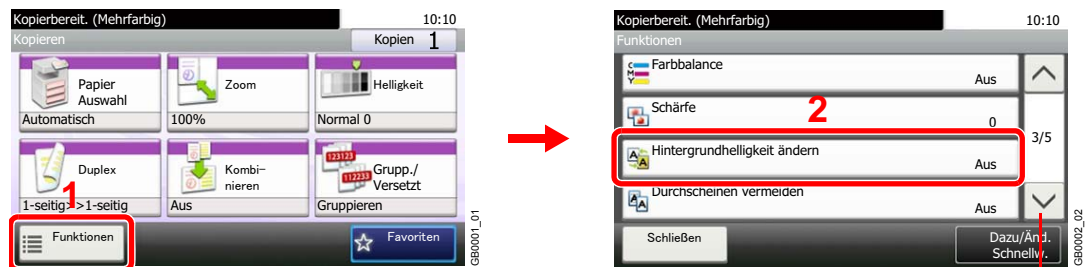 Kopierbereit. (Mehrfarbig)
10:10
Kopieren
Kopien 1
Papier
Auswahl
Automatisch
Zoom
100%
Helligkeit
Normal 0
Duplex
1-seitig>>1-seitig
Kombi-
nieren
Aus
123123
112233
Grupp./
Versetzt
Gruppieren
1
Funktionen
Favoriten
GB0001_01
Kopierbereit. (Mehrfarbig)
10:10
Funktionen
C
M
Y
Farbbalance
Aus
Schärfe
0
2
Hintergrundhelligkeit ändern
Aus
3/5
Durchscheinen vermeiden
Aus
Schließen
Dazu/Änd.
Schnellw.
GB0002_02